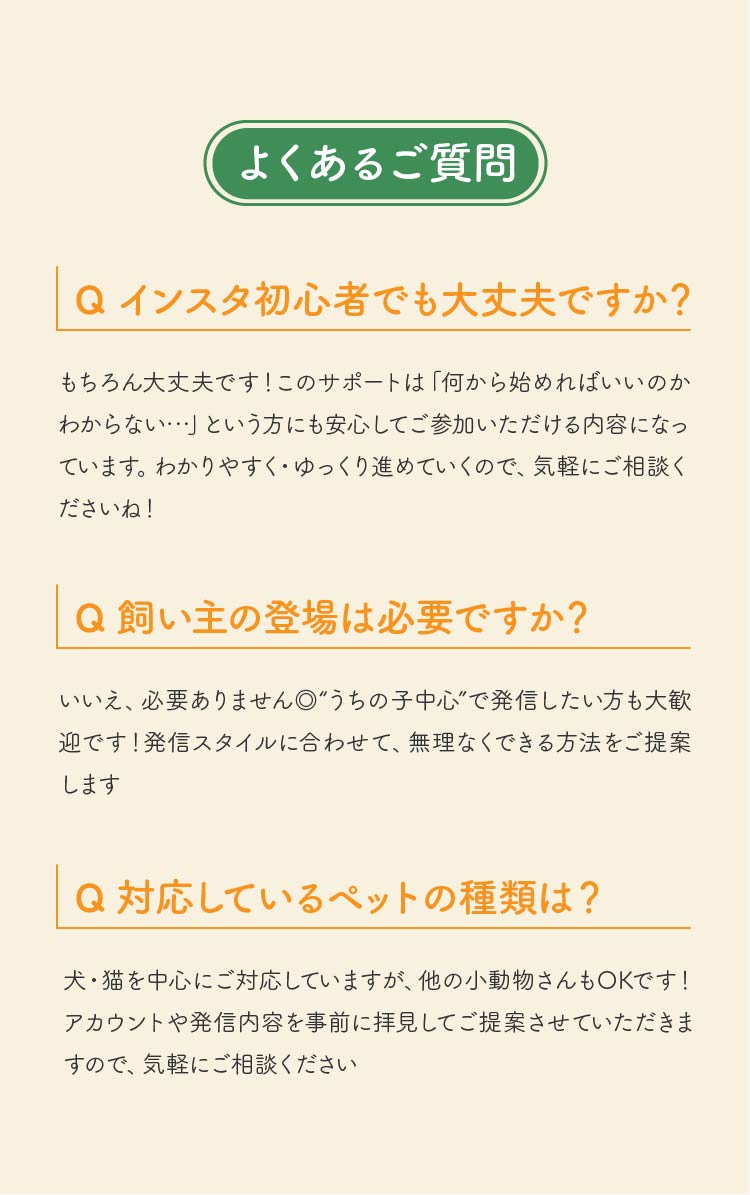 よくあるご質問
Q インスタ初心者でも大丈夫ですか?
もちろん大丈夫です!このサポートは「何から始めればいいのか
わからない…」という方にも安心してご参加いただける内容になっ
ています。わかりやすく・ゆっくり進めていくので、気軽にご相談く
ださいね!
Q 飼い主の登場は必要ですか?
いいえ、必要ありません◎“うちの子中心”で発信したい方も大歓
迎です!発信スタイルに合わせて、無理なくできる方法をご提案
します
Q 対応しているペットの種類は?
犬・猫を中心にご対応していますが、他の小動物さんもOKです!
アカウントや発信内容を事前に拝見してご提案させていただきま
すので、気軽にご相談ください